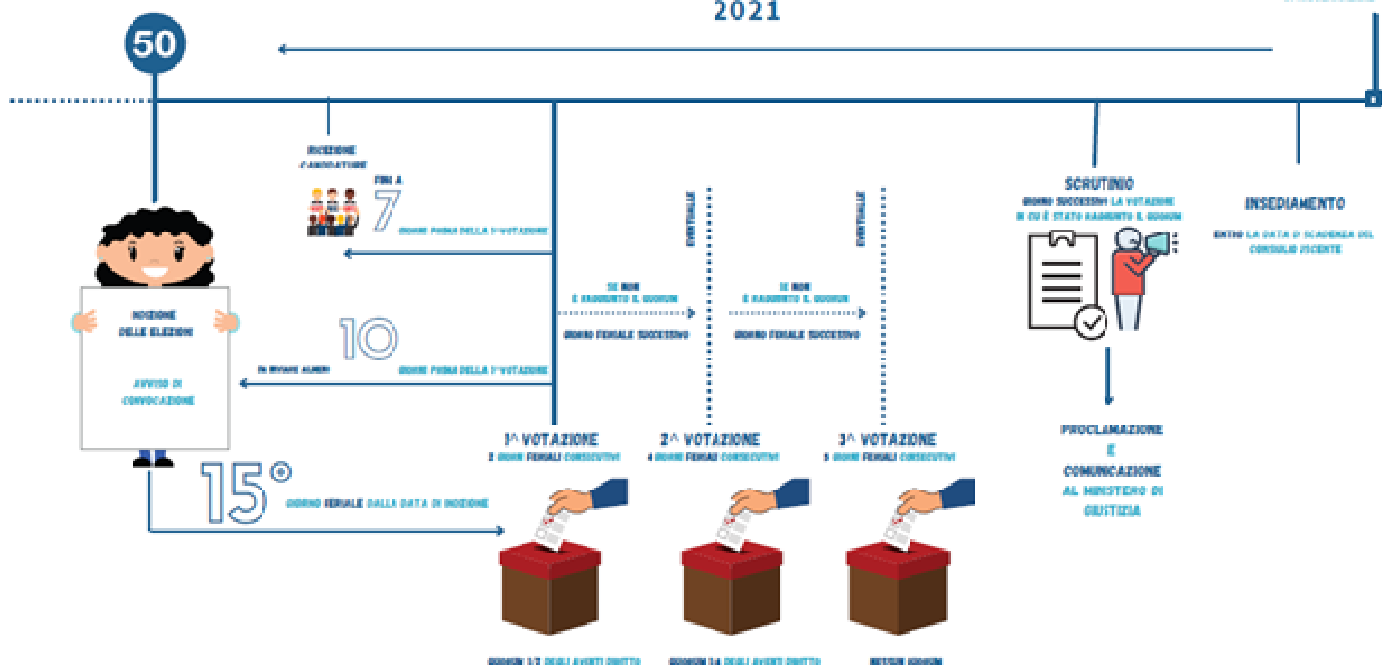 2021
50
RICEZIONE
CANDIDATURE
FINO A
7
GIORNI PRIMA DELLA 1^VOTAZIONE
EVENTUALE
EVENTUALE
SCRUTINIO
GIORNO SUCCESSIVO LA VOTAZIONE
IN CUI È STATO RAGGIUNTO IL QUORUM
INSEDIAMENTO
ENTRO LA DATA DI SCADENZA DEL
CONSIGLIO USCENTE
SE NON
È RAGGIUNTO IL QUORUM
GIORNO FERIALE SUCCESSIVO
SE NON
È RAGGIUNTO IL QUORUM
GIORNO FERIALE SUCCESSIVO
INDIZIONE
DELLE ELEZIONI
AVVISO DI
CONVOCAZIONE
10
DA INVIARE ALMENO
GIORNI PRIMA DELLA 1^VOTAZIONE
1^ VOTAZIONE
2 GIORNI FERIALI CONSECUTIVI
2^ VOTAZIONE
4 GIORNI FERIALI CONSECUTIVI
3^ VOTAZIONE
5 GIORNI FERIALI CONSECUTIVI
PROCLAMAZIONE
E
COMUNICAZIONE
AL MINISTERO DI
GIUSTIZIA
15°
GIORNO FERIALE DALLA DATA DI INDIZIONE
QUORUM 1/2 DEGLI AVENTI DIRITTO
QUORUM 1/4 DEGLI AVENTI DIRITTO
NESSUN QUORUM